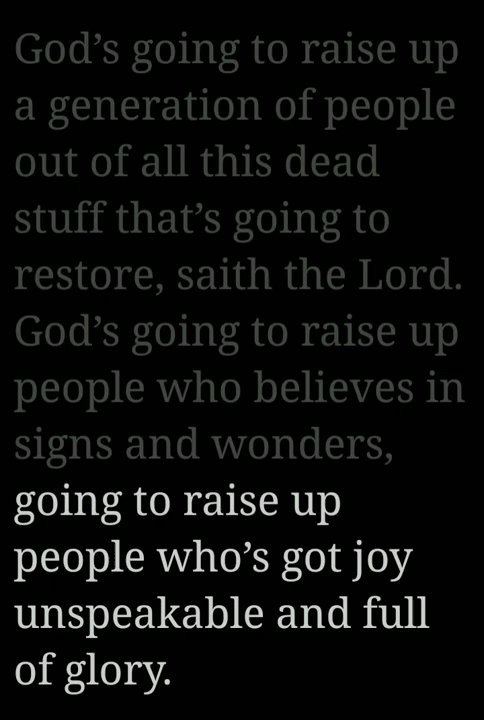 God’s going to raise up
a generation of people
out of all this dead
stuff that’s going to
restore, saith the Lord.
God’s going to raise up
people who believes in
signs and wonders,
going to raise up
people who’s got joy
unspeakable and full
of glory.